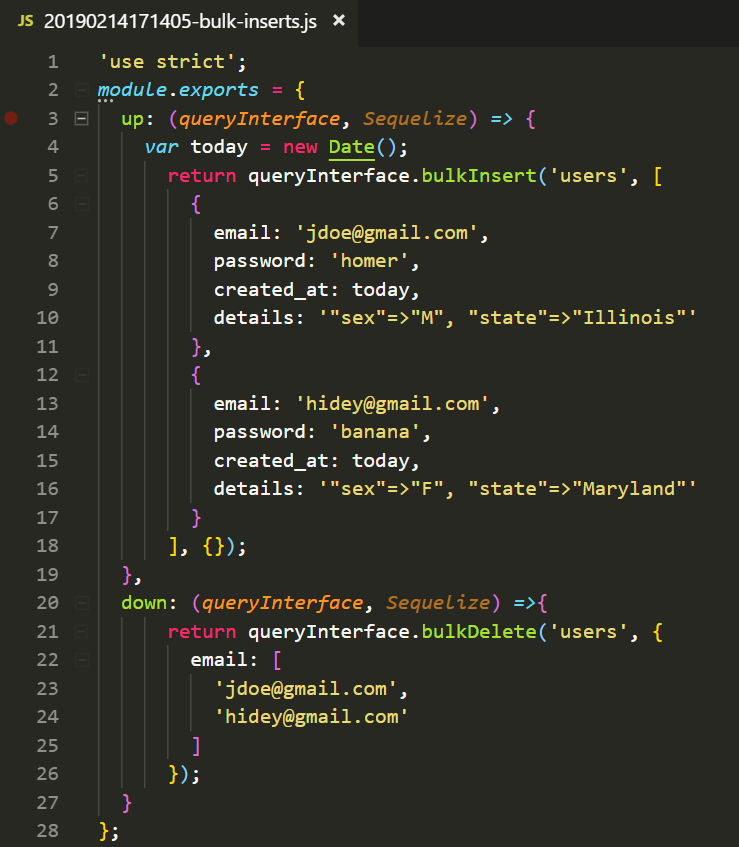 JS 20190214171405-bulk-inserts.js ×
1 'use strict';
2 module.exports = {
3 up: (queryInterface, Sequelize) => {
4 var today = new Date();
5 return queryInterface.bulkInsert('users', [
6 {
7 email: 'jdoe@gmail.com',
8 password: 'homer',
9 created_at: today,
10 details: '"sex"=>"M", "state"=>"Illinois"'
11 },
12 {
13 email: 'hidey@gmail.com',
14 password: 'banana',
15 created_at: today,
16 details: '"sex"=>"F", "state"=>"Maryland"'
17 }
18 ], {});
19 },
20 down: (queryInterface, Sequelize) =>{
21 return queryInterface.bulkDelete('users', {
22 email: [
23 'jdoe@gmail.com',
24 'hidey@gmail.com'
25 ]
26 });
27 }
28 };